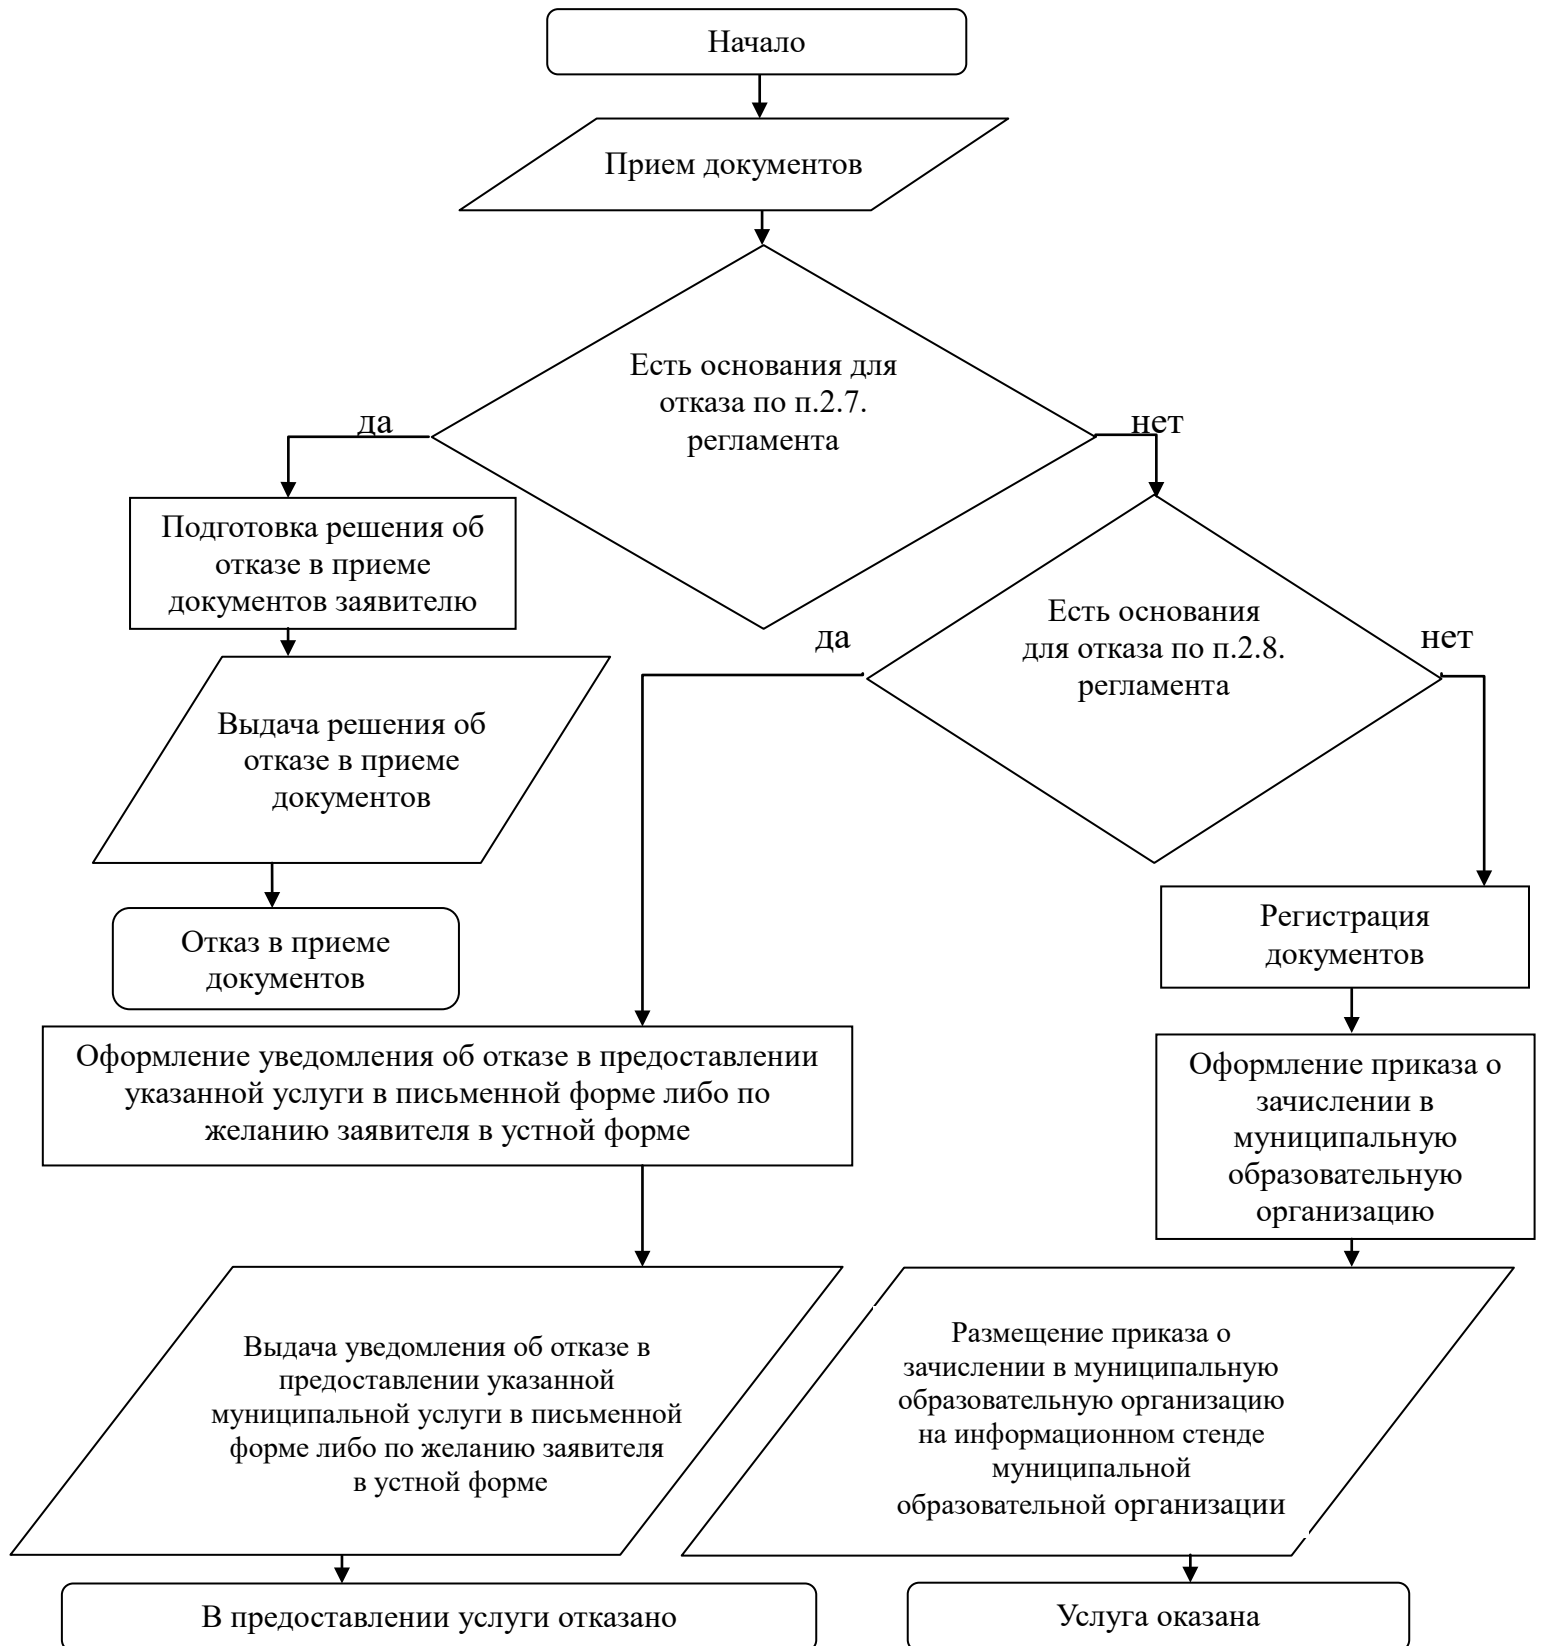 Начало
Прием документов
Есть основания для
отказа по п.2.7.
регламента
да
нет
Подготовка решения об
отказе в приеме
документов заявителю
Есть основания
для отказа по п.2.8.
регламента
да
нет
Выдача решения об
отказе в приеме
документов
Отказ в приеме
документов
Регистрация
документов
Оформление уведомления об отказе в предоставлении
указанной услуги в письменной форме либо по
желанию заявителя в устной форме
Оформление приказа о
зачислении в
муниципальную
образовательную
организацию
Выдача уведомления об отказе в
предоставлении указанной
муниципальной услуги в письменной
форме либо по желанию заявителя
в устной форме
Размещение приказа о
зачислении в муниципальную
образовательную организацию
на информационном стенде
муниципальной
образовательной организации
В предоставлении услуги отказано
Услуга оказана